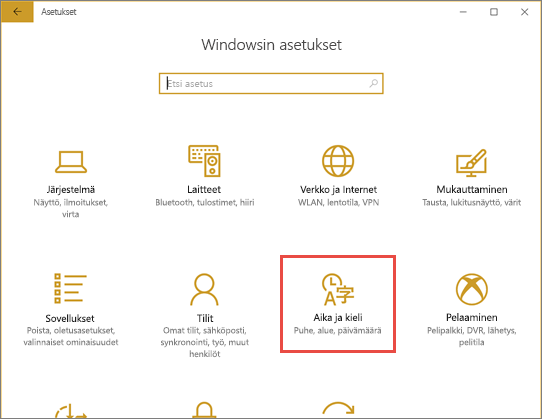 Asetukset
Windowsin asetukset
Etsi asetus
Järjestelmä
Näyttö, ilmoitukset,
virta
Laitteet
Bluetooth, tulostimet, hiiri
Verkko ja Internet
WLAN, lentotila, VPN
Mukauttaminen
Tausta, lukitusnäyttö, värit
Sovellukset
Poista, oletusasetukset,
valinnaiset ominaisuudet
Tilit
Omat tilit, sähköposti,
synkronointi, työ, muut
henkilöt
A字
Aika ja kieli
Puhe, alue, päivämäärä
Pelaaminen
Pelipalkki, DVR, lähetys,
pelitila